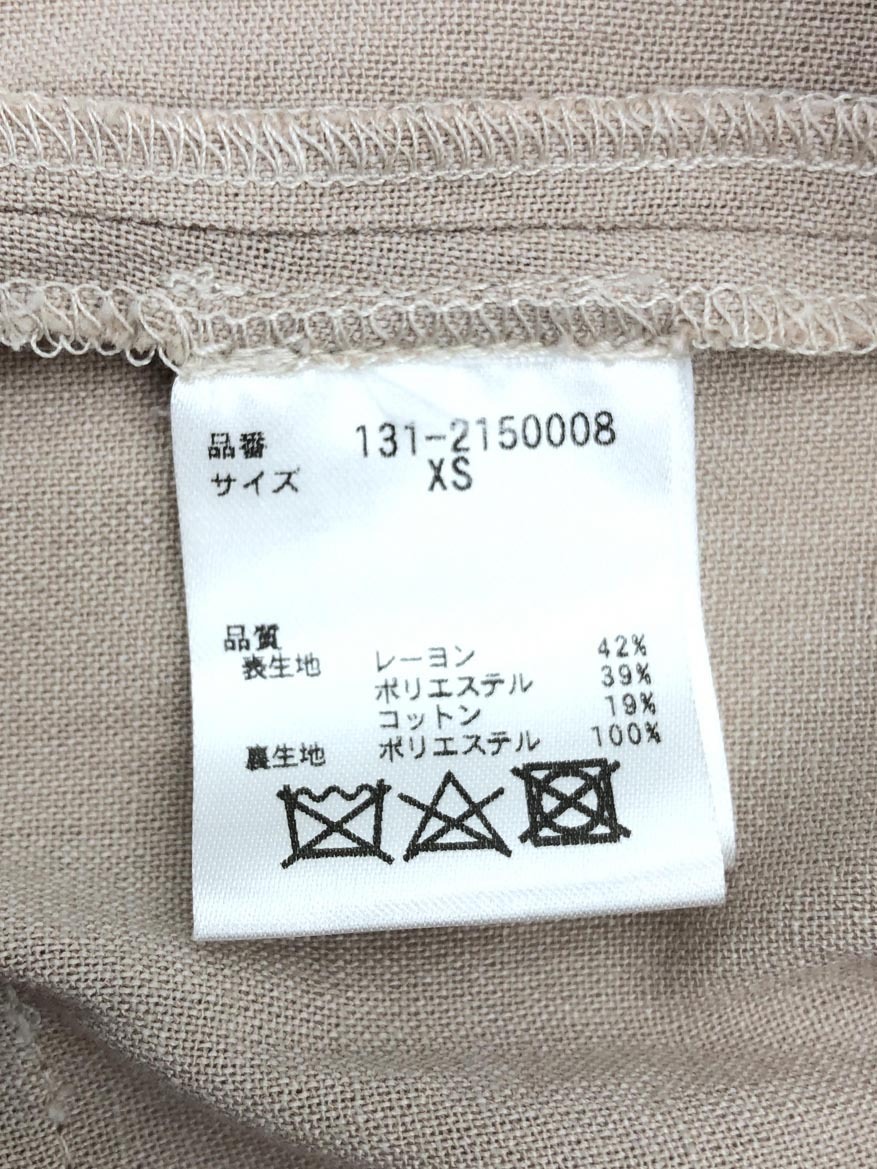 品番 131-2150008
サイズ XS
品質
表生地 レーヨン 42%
ポリエステル 39%
コットン 19%
裏生地 ポリエステル 100%